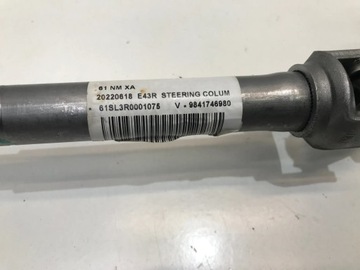 61 NM XA
20220618 E43R STEERING COLUM
61SL3R0001075 V 9841746980